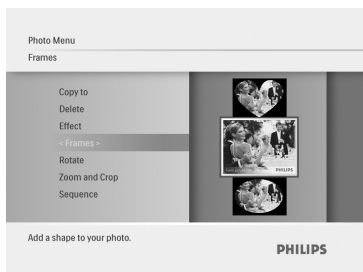 Photo Menu
Frames
Copy to
Delete
Effect
< Frames >
Rotate
Zoom and Crop
Sequence
PHILIPS
Add a shape to your photo.
PHILIPS